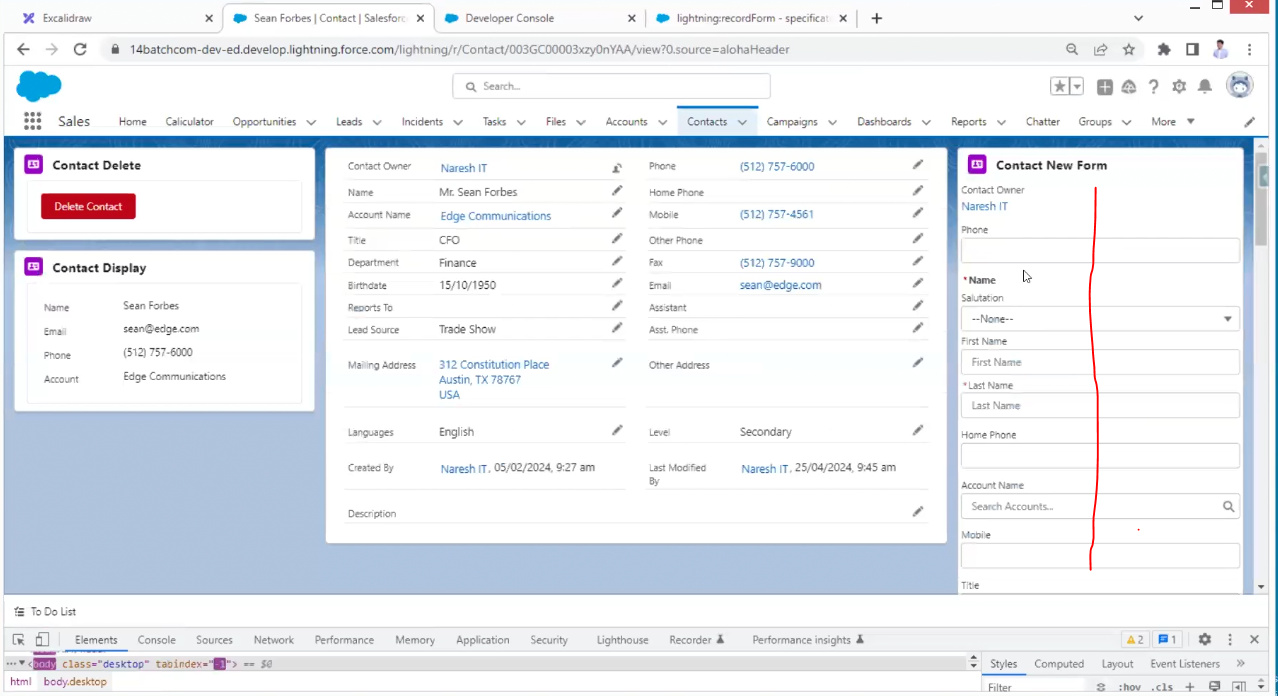 Excalidraw
Sean Forbes | Contact | Salesforc
Developer Console
lightning:recordForm - specificat
14batchcom-dev-ed.develop.lightning.force.com/lightning/r/Contact/003GC00003xzy0nYAA/view?0.source=alohaHeader
Search...
Sales Home Calculator Opportunities Leads Incidents Tasks Files Accounts Contacts Campaigns Dashboards Reports Chatter Groups More
Contact Delete
Delete Contact
Contact Display
Name Sean Forbes
Email sean@edge.com
Phone (512) 757-6000
Account Edge Communications
Contact Owner Naresh IT Phone (512) 757-6000
Name Mr. Sean Forbes Home Phone
Account Name Edge Communications Mobile (512) 757-4561
Title CFO Other Phone
Department Finance Fax (512) 757-9000
Birthdate 15/10/1950 Email sean@edge.com
Reports To Assistant
Lead Source Trade Show Asst. Phone
Mailing Address 312 Constitution Place Other Address
Austin, TX 78767
USA
Languages English Level Secondary
Created By Naresh IT, 05/02/2024, 9:27 am Last Modified Naresh IT, 25/04/2024, 9:45 am
By
Description
Contact New Form
Contact Owner
Naresh IT
Phone
*Name
Salutation
--None--
First Name
First Name
*Last Name
Last Name
Home Phone
Account Name
Search Accounts...
Mobile
Title
To Do List
Elements Console Sources Network Performance Memory Application Security Lighthouse Recorder Performance insights 2 1
... <body class="desktop" tabindex="-1"> == $0
html body.desktop
Styles Computed Layout Event Listeners »
Filter :hov .cls +